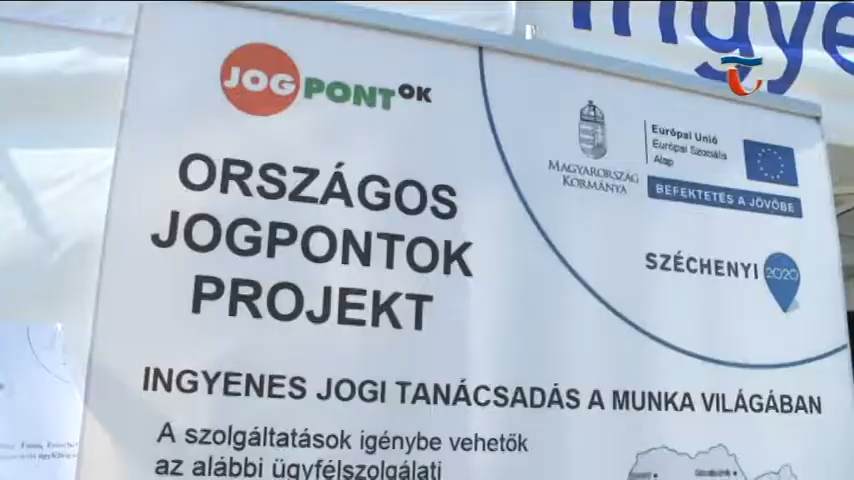 ingye
JOGPONTOK
MAGYARORSZÁG
KORMÁNYA
Európai Unió
Európai Szociális
Alap
BEFEKTETÉS A JÖVŐBE
ORSZÁGOS
JOGPONTOK
PROJEKT
SZÉCHENYI 2020
INGYENES JOGI TANÁCSADÁS A MUNKA VILÁGÁBAN
A szolgáltatások igénybe vehetők
az alábbi ügyfélszolgálati